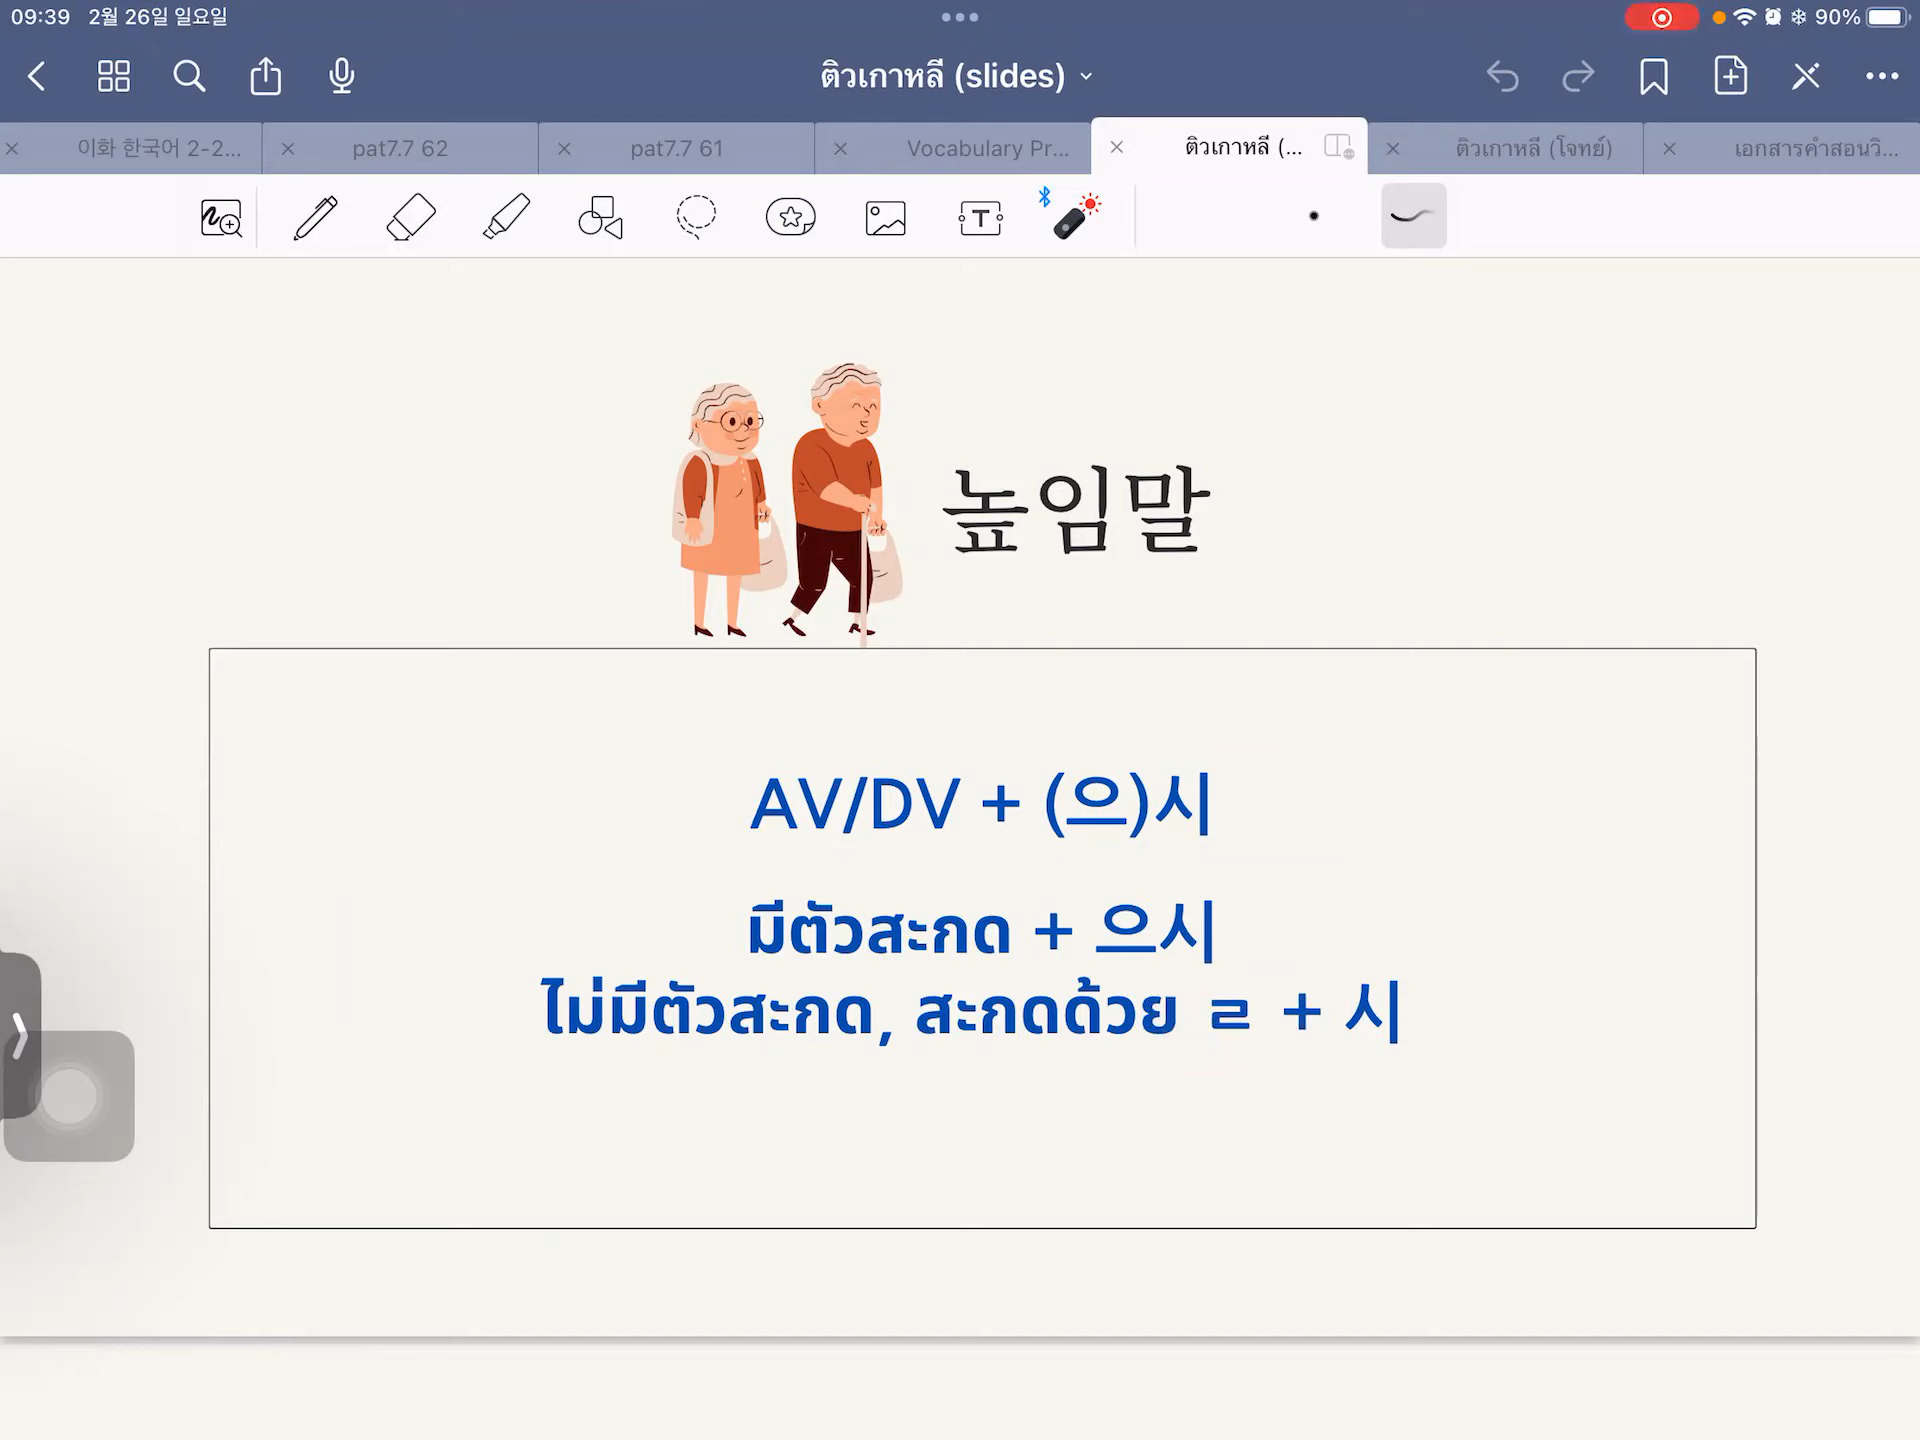 09:39 2월 26일 일요일
90%
ติวเกาหลี (slides)
이화 한국어 2-2...
pat7.7 62
pat7.7 61
Vocabulary Pr...
ติวเกาหลี (...
ติวเกาหลี (โจทย์)
เอกสารคำสอนวิ...
T
높임말
AV/DV + (으)시
มีตัวสะกด + 으시
ไม่มีตัวสะกด, สะกดด้วย ㄹ + 시